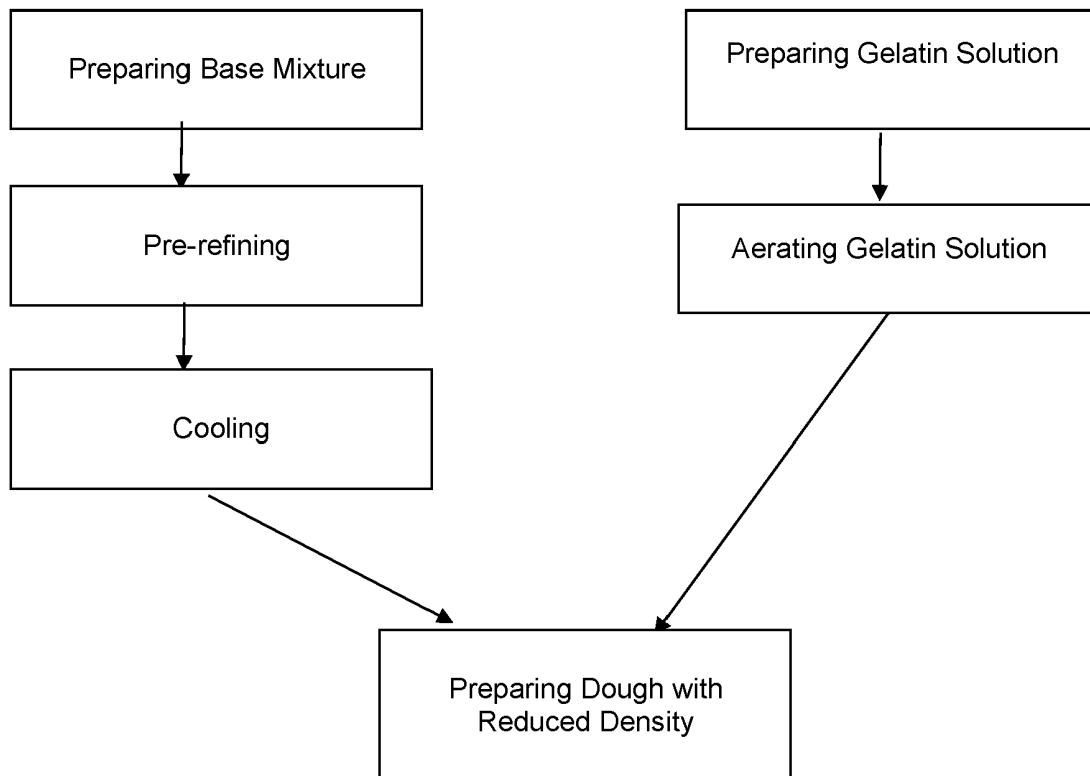 Preparing Base Mixture
Preparing Gelatin Solution
Pre-refining
Aerating Gelatin Solution
Cooling
Preparing Dough with
Reduced Density